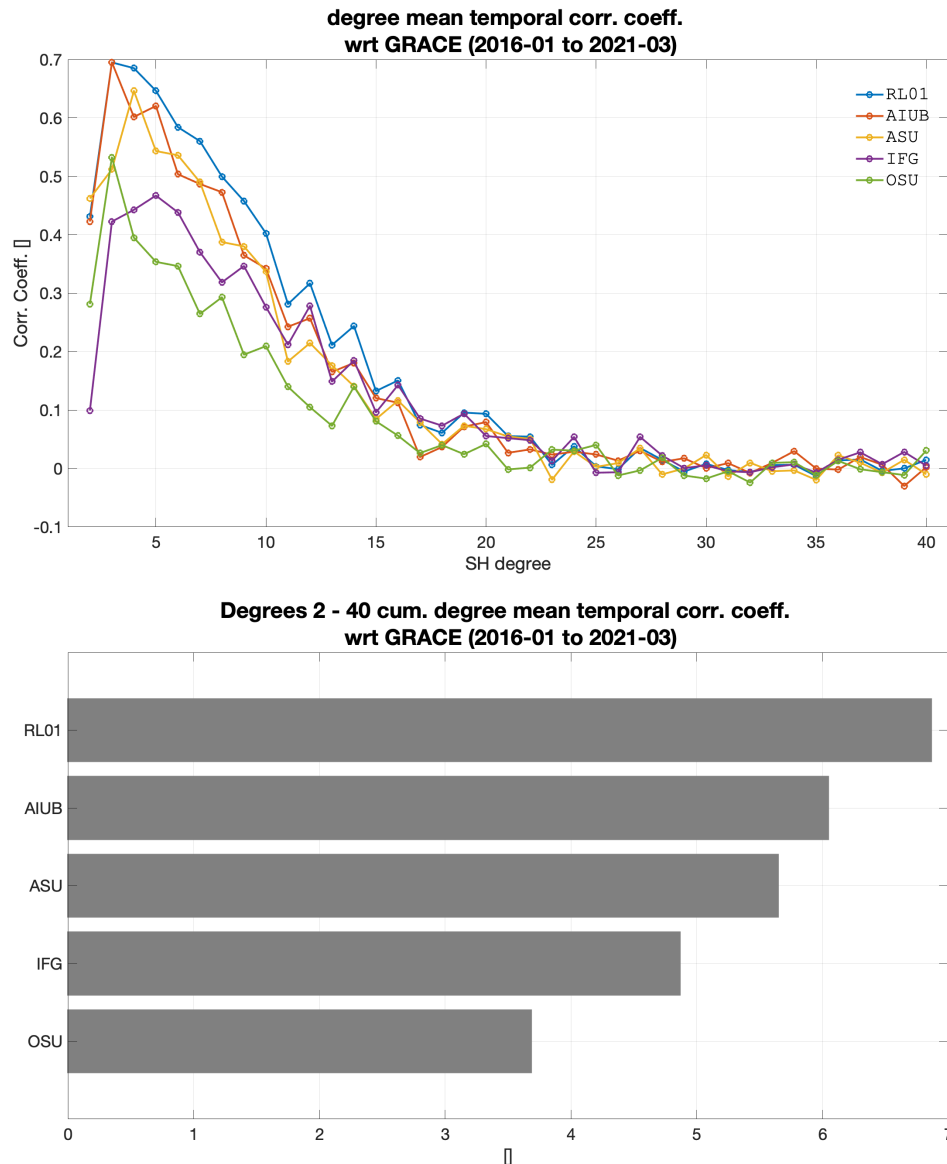 degree mean temporal corr. coeff.
wrt GRACE (2016-01 to 2021-03)
0.7
0.6
0.5
0.4
0.3
0.2
0.1
0
-0.1
Corr. Coeff. []
RL01
AIUB
ASU
IFG
OSU
5
10
15
20
25
30
35
40
SH degree
Degrees 2 - 40 cum. degree mean temporal corr. coeff.
wrt GRACE (2016-01 to 2021-03)
RL01
AIUB
ASU
IFG
OSU
0
1
2
3
4
5
6
7
[]